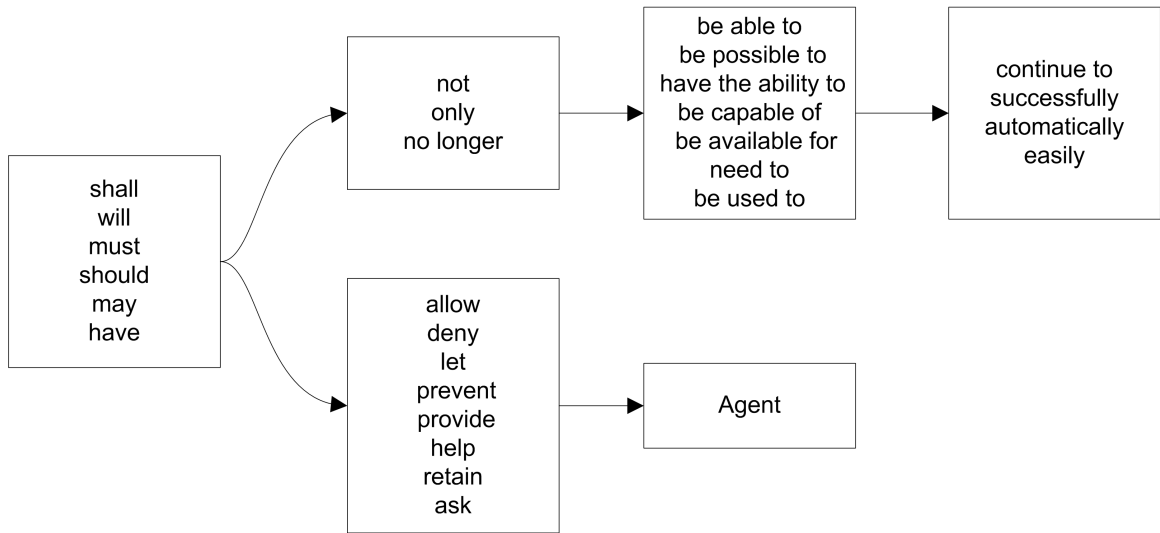 shall
will
must
should
may
have
not
only
no longer
be able to
be possible to
have the ability to
be capable of
be available for
need to
be used to
continue to
successfully
automatically
easily
allow
deny
let
prevent
provide
help
retain
ask
Agent